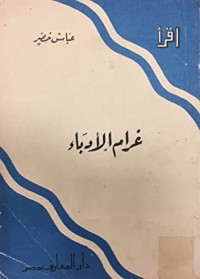 اقرأ
عباس خضر
غرام الأدباء
دار المعارف بمصر